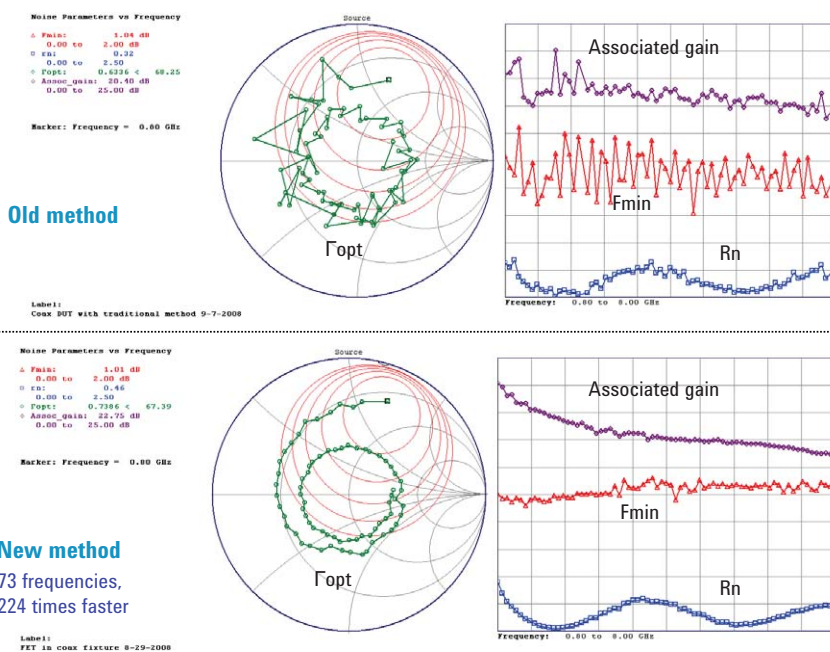 Noise Parameters vs Frequency
Fmin: 1.04 dB
0.00 to 2.00 dB
rn: 0.32
0.00 to 2.50
Γopt: 0.6336 < 68.25
Assoc_gain: 20.40 dB
0.00 to 25.00 dB
Marker: Frequency = 0.80 GHz
Old method
Label:
Coax DUT with traditional method 9-7-2008
Source
Γopt
Associated gain
Fmin
Rn
Frequency: 0.80 to 8.00 GHz
Noise Parameters vs Frequency
Fmin: 1.01 dB
0.00 to 2.00 dB
rn: 0.46
0.00 to 2.50
Γopt: 0.7386 < 67.39
Assoc_gain: 22.75 dB
0.00 to 25.00 dB
Marker: Frequency = 0.80 GHz
New method
73 frequencies,
224 times faster
Label:
FET in coax fixture 8-29-2008
Source
Γopt
Associated gain
Fmin
Rn
Frequency: 0.80 to 8.00 GHz